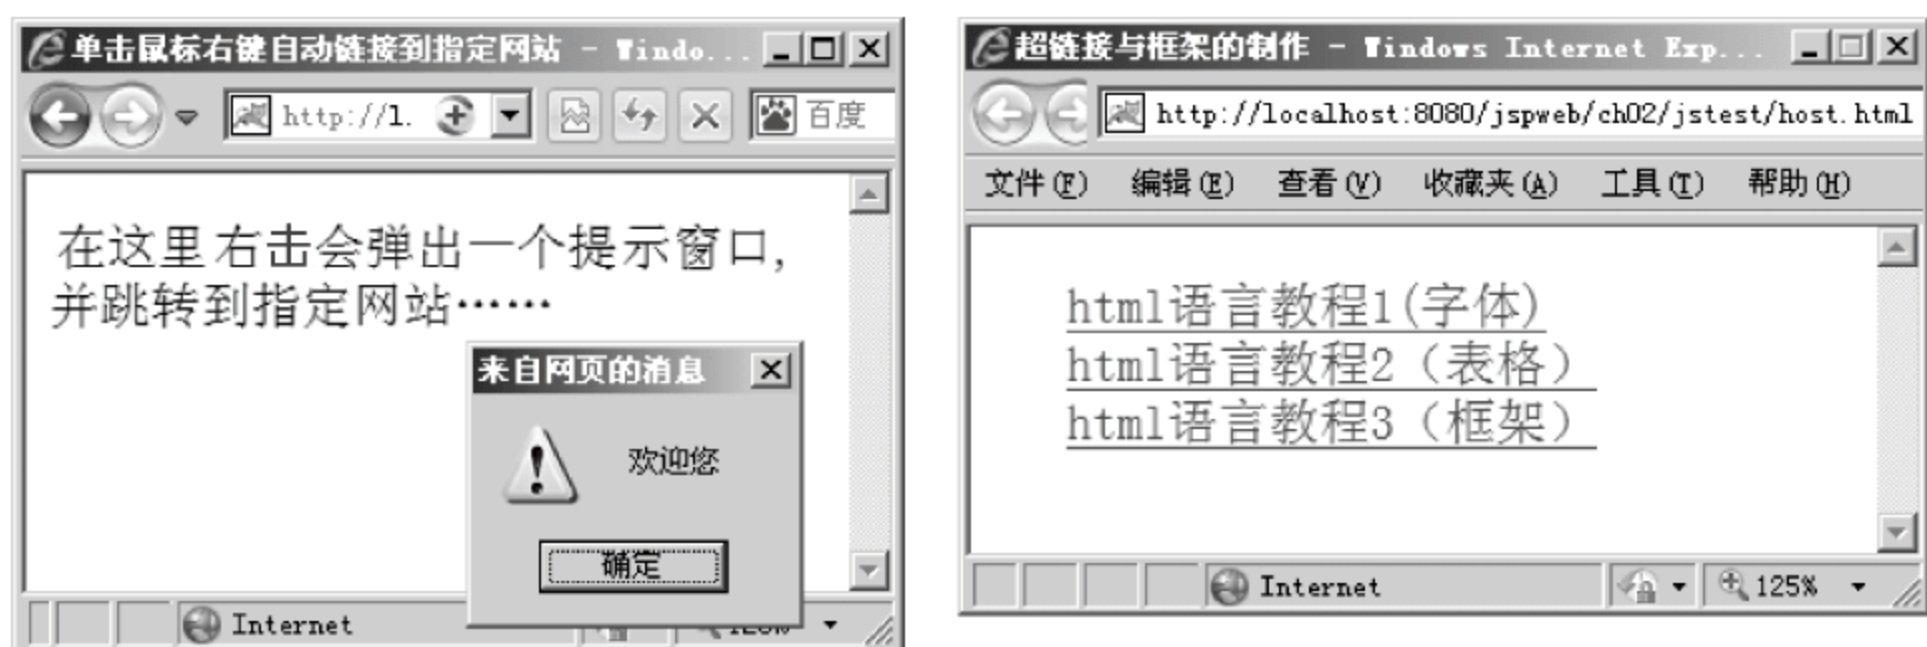 单击鼠标右键自动链接到指定网站 - Windo...
http://l.
百度
在这里右击会弹出一个提示窗口,
并跳转到指定网站……
来自网页的消息
欢迎您
确定
Internet
超链接与框架的制作 - Windows Internet Exp...
http://localhost:8080/jspweb/ch02/jstest/host.html
文件(F) 编辑(E) 查看(V) 收藏夹(A) 工具(T) 帮助(H)
html语言教程1(字体)
html语言教程2（表格）
html语言教程3（框架）
Internet
125%